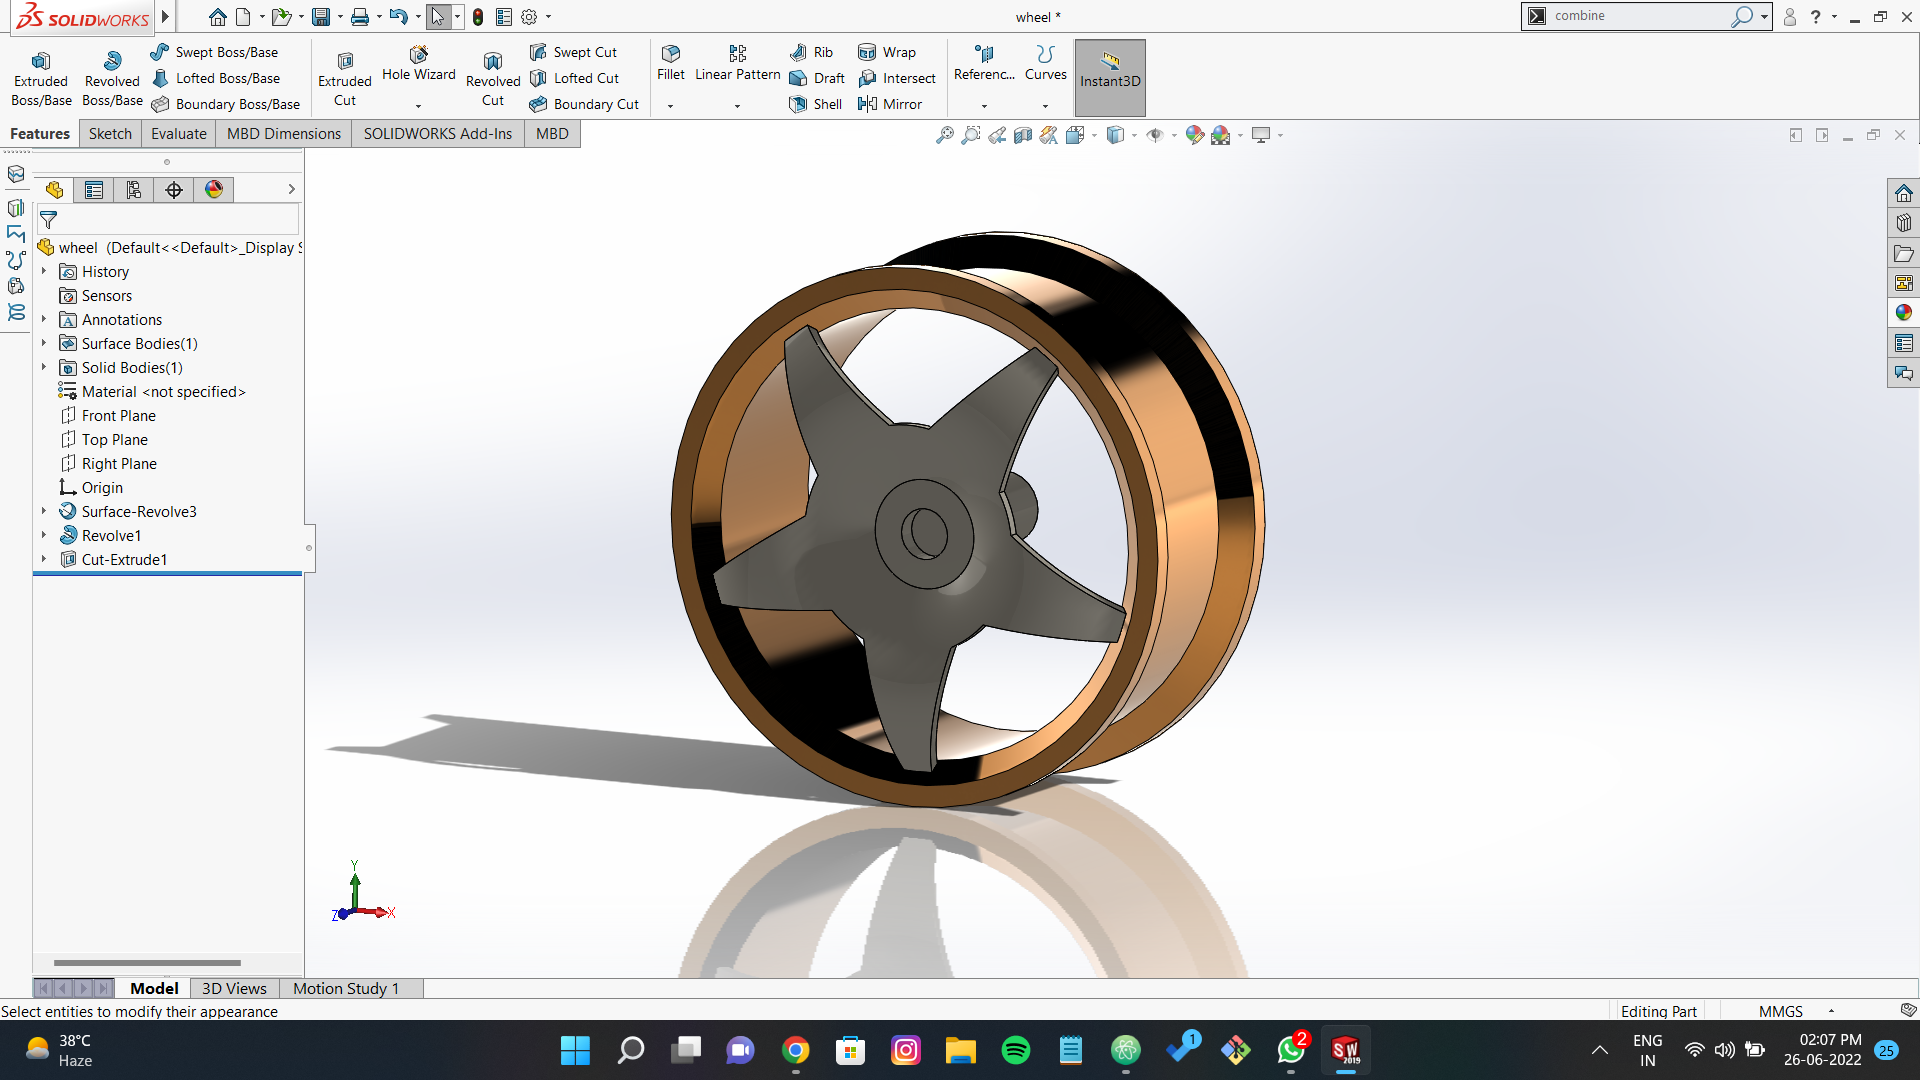 SOLIDWORKS
wheel *
combine
Extruded Boss/Base
Revolved Boss/Base
Swept Boss/Base
Lofted Boss/Base
Boundary Boss/Base
Extruded Cut
Hole Wizard
Revolved Cut
Swept Cut
Lofted Cut
Boundary Cut
Fillet
Linear Pattern
Rib
Draft
Shell
Wrap
Intersect
Mirror
Referenc...
Curves
Instant3D
Features
Sketch
Evaluate
MBD Dimensions
SOLIDWORKS Add-Ins
MBD
wheel (Default<<Default>_Display S
History
Sensors
Annotations
Surface Bodies(1)
Solid Bodies(1)
Material <not specified>
Front Plane
Top Plane
Right Plane
Origin
Surface-Revolve3
Revolve1
Cut-Extrude1
Y
Z
X
Model
3D Views
Motion Study 1
Select entities to modify their appearance
Editing Part
MMGS
38°C
Haze
1
2
SW
2019
ENG
IN
02:07 PM
26-06-2022
25